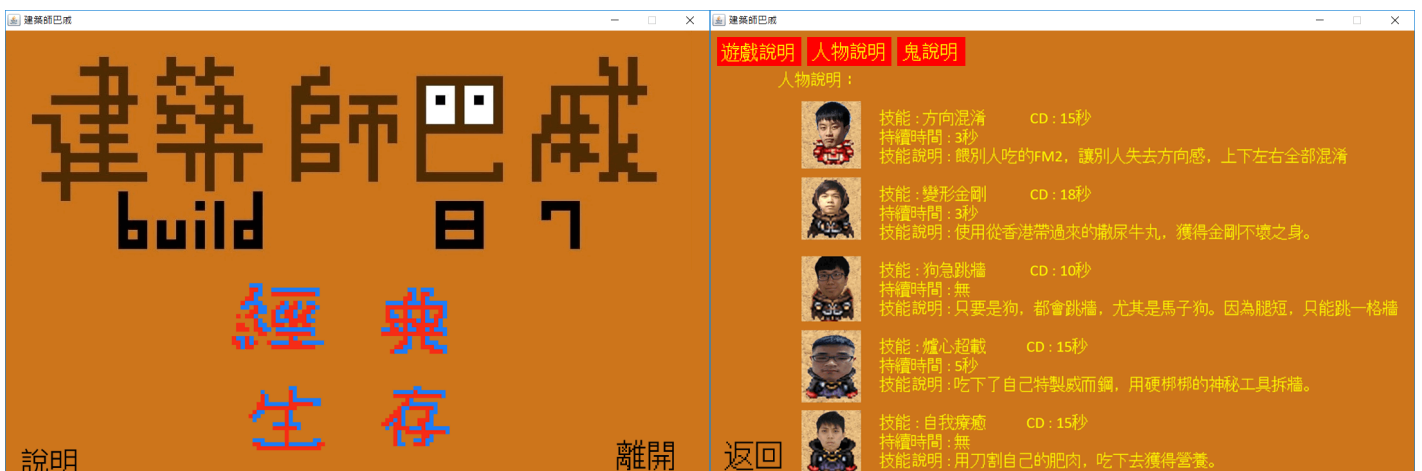 建築師巴戚
建築師巴戚
build 8 7
經典
生存
說明
離開
建築師巴戚
遊戲說明 人物說明 鬼說明
人物說明：
技能 : 方向混淆 CD : 15秒
持續時間 : 3秒
技能說明 : 餵別人吃的FM2，讓別人失去方向感，上下左右全部混淆
技能 : 變形金剛 CD : 18秒
持續時間 : 3秒
技能說明 : 使用從香港帶過來的撒尿牛丸，獲得金剛不壞之身。
技能 : 狗急跳牆 CD : 10秒
持續時間 : 無
技能說明 : 只要是狗，都會跳牆，尤其是馬子狗。因為腿短，只能跳一格牆
技能 : 爐心超載 CD : 15秒
持續時間 : 5秒
技能說明 : 吃下了自己特製威而鋼，用硬梆梆的神秘工具拆牆。
技能 : 自我療癒 CD : 15秒
持續時間 : 無
技能說明 : 用刀割自己的肥肉，吃下去獲得營養。
返回